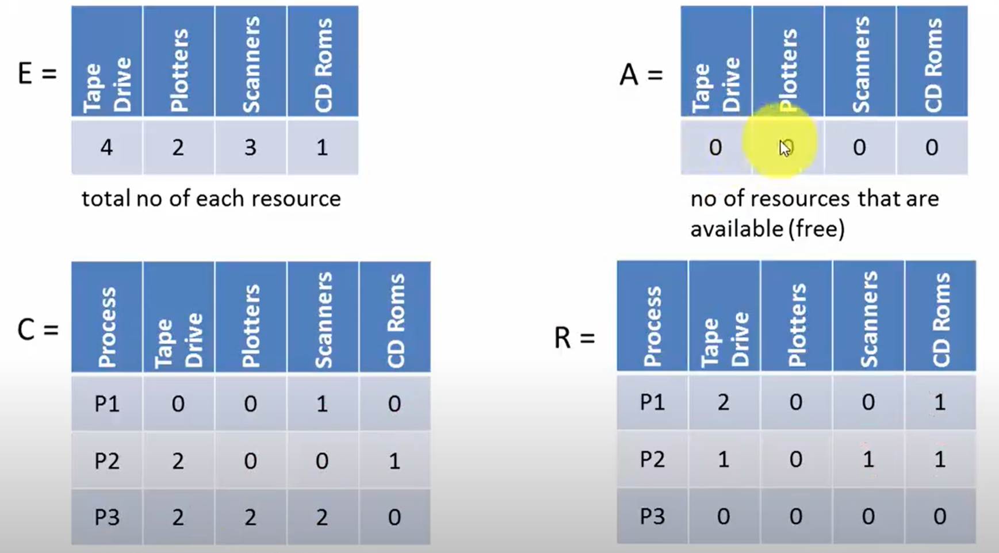 E =
Tape Drive Plotters Scanners CD Roms
4 2 3 1
total no of each resource
A =
Tape Drive Plotters Scanners CD Roms
0 0 0 0
no of resources that are
available (free)
C =
Process Tape Drive Plotters Scanners CD Roms
P1 0 0 1 0
P2 2 0 0 1
P3 2 2 2 0
R =
Process Tape Drive Plotters Scanners CD Roms
P1 2 0 0 1
P2 1 0 1 1
P3 0 0 0 0